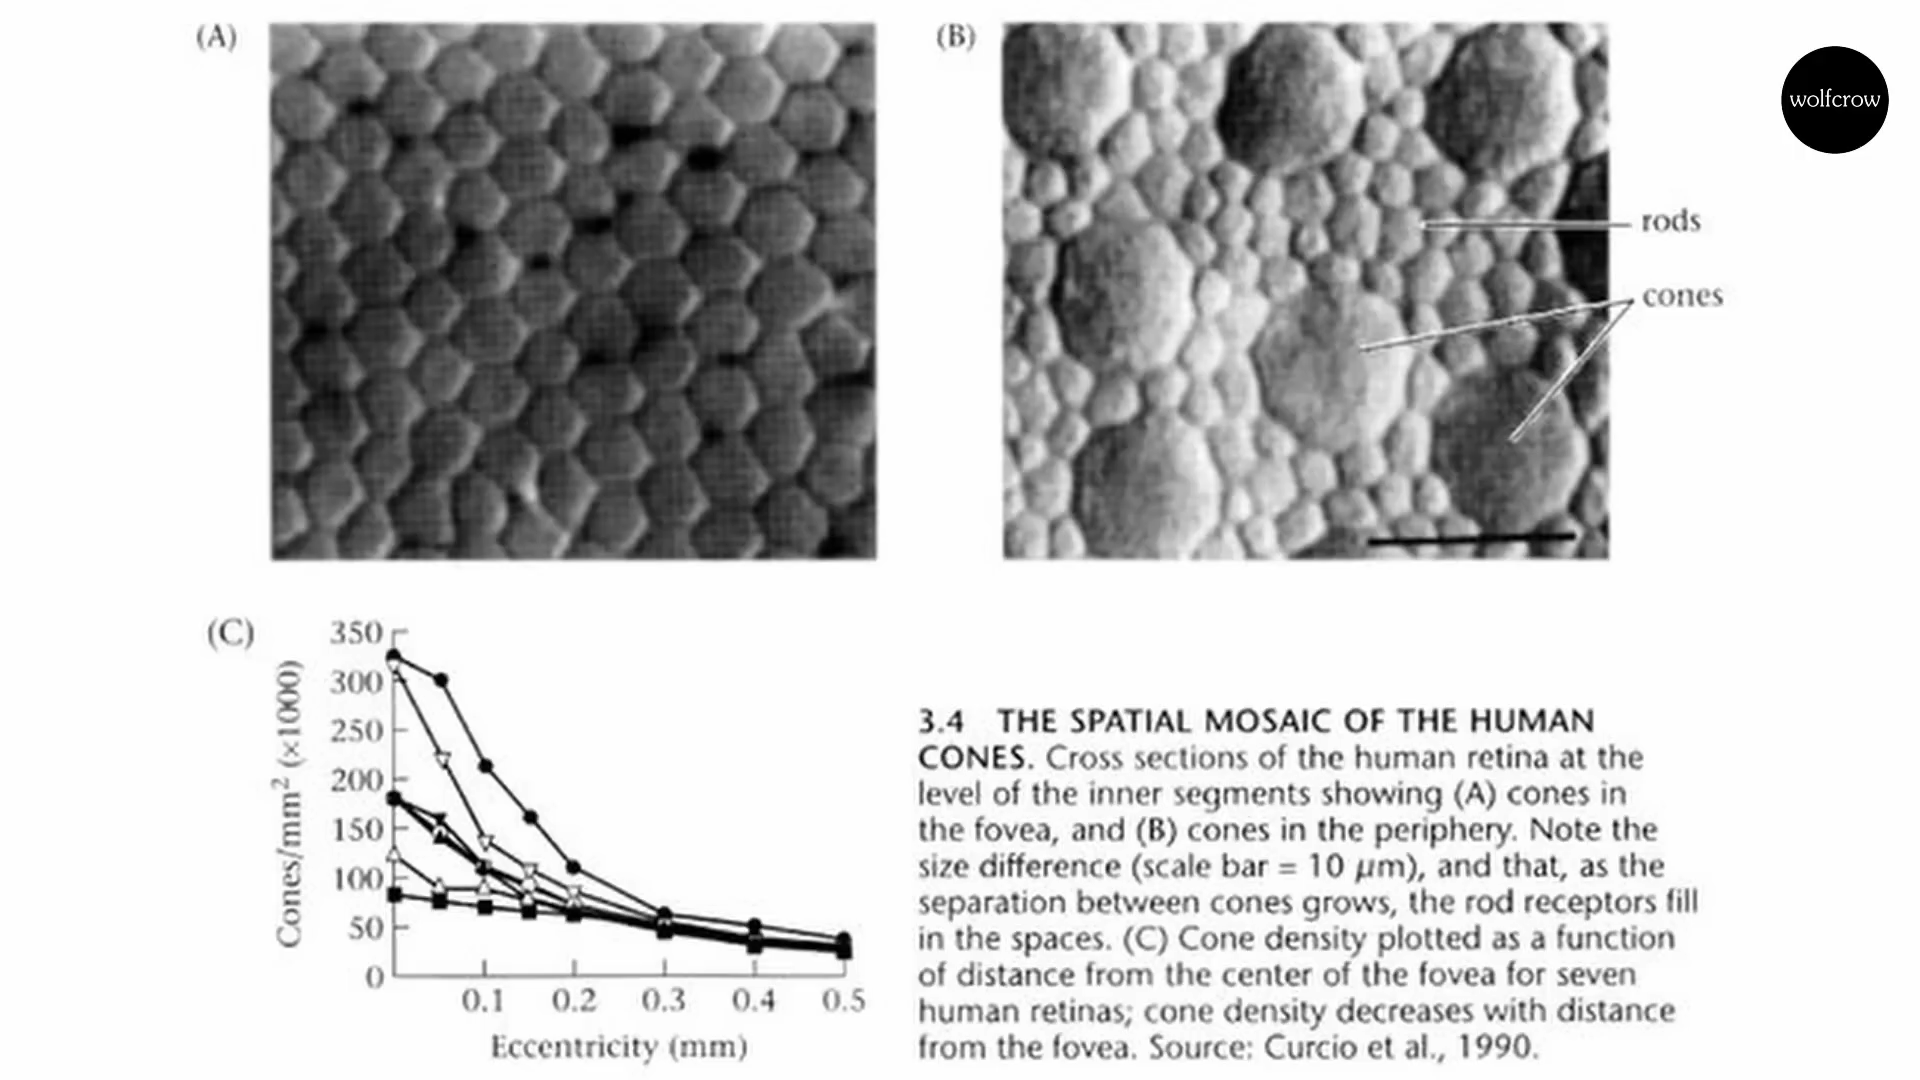 (A)
(B)
wolfcrow
rods
cones
(C)
350
300
250
200
150
100
50
0
Cones/mm² (×1000)
0.1 0.2 0.3 0.4 0.5
Eccentricity (mm)
3.4 THE SPATIAL MOSAIC OF THE HUMAN
CONES. Cross sections of the human retina at the
level of the inner segments showing (A) cones in
the fovea, and (B) cones in the periphery. Note the
size difference (scale bar = 10 μm), and that, as the
separation between cones grows, the rod receptors fill
in the spaces. (C) Cone density plotted as a function
of distance from the center of the fovea for seven
human retinas; cone density decreases with distance
from the fovea. Source: Curcio et al., 1990.